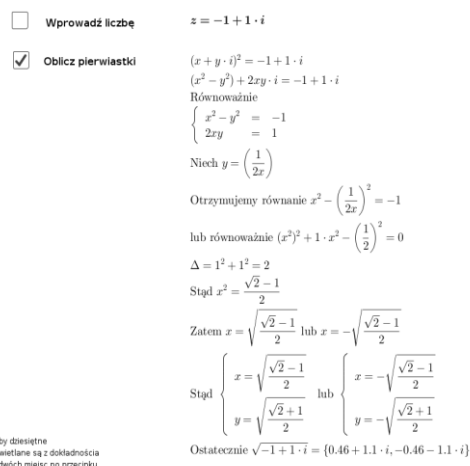 Wprowadź liczbę
z = −1 + 1 · i
Oblicz pierwiastki
(x + y · i)² = −1 + 1 · i
(x² − y²) + 2xy · i = −1 + 1 · i
Równoważnie
{ x² − y² = −1
2xy = 1
Niech y = (1/2x)
Otrzymujemy równanie x² − (1/2x)² = −1
lub równoważnie (x²)² + 1 · x² − (1/2)² = 0
Δ = 1² + 1² = 2
Stąd x² = (√2 − 1)/2
Zatem x = √((√2 − 1)/2) lub x = −√((√2 − 1)/2)
Stąd { x = √((√2 − 1)/2) lub { x = −√((√2 − 1)/2)
y = √((√2 + 1)/2) y = −√((√2 + 1)/2)
Ostatecznie √(−1 + 1 · i) = {0.46 + 1.1 · i, −0.46 − 1.1 · i}
by dziesiętne
wietlane są z dokładnościa
dwóch miejsc po przecinku